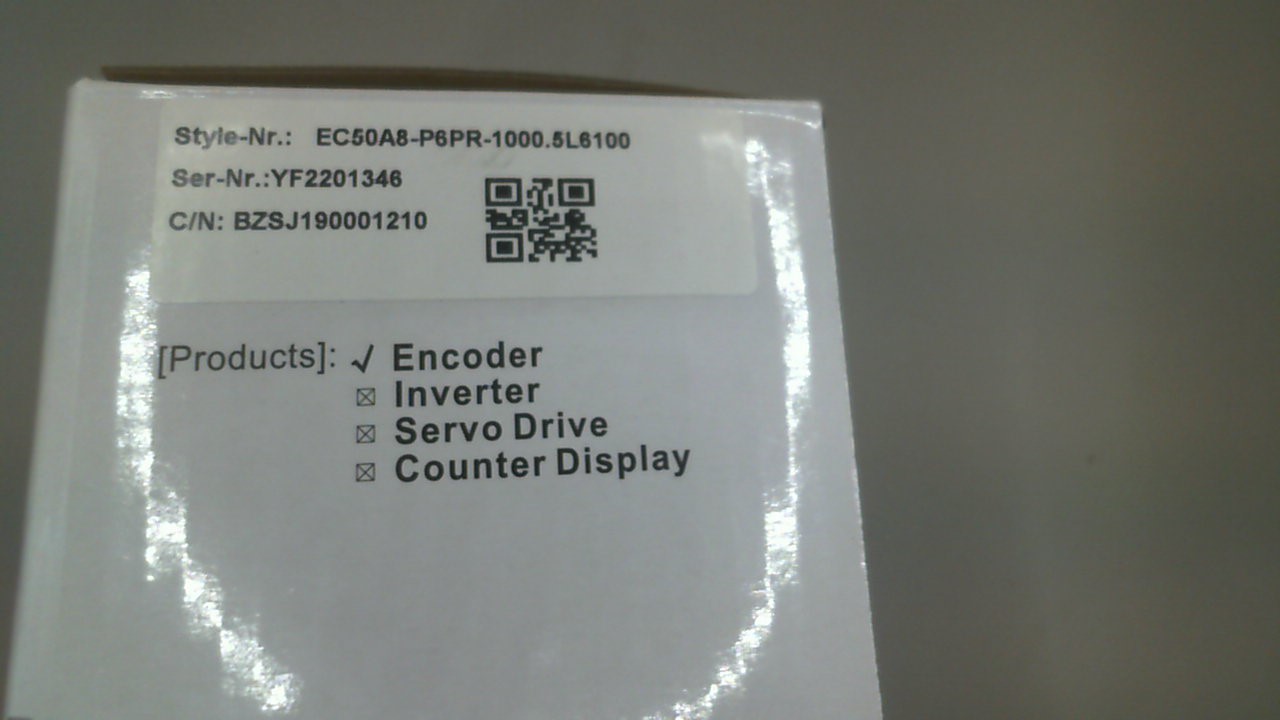 Style-Nr.: EC50A8-P6PR-1000.5L6100
Ser-Nr.:YF2201346
C/N: BZSJ190001210
[Products]: √ Encoder
☒ Inverter
☒ Servo Drive
☒ Counter Display